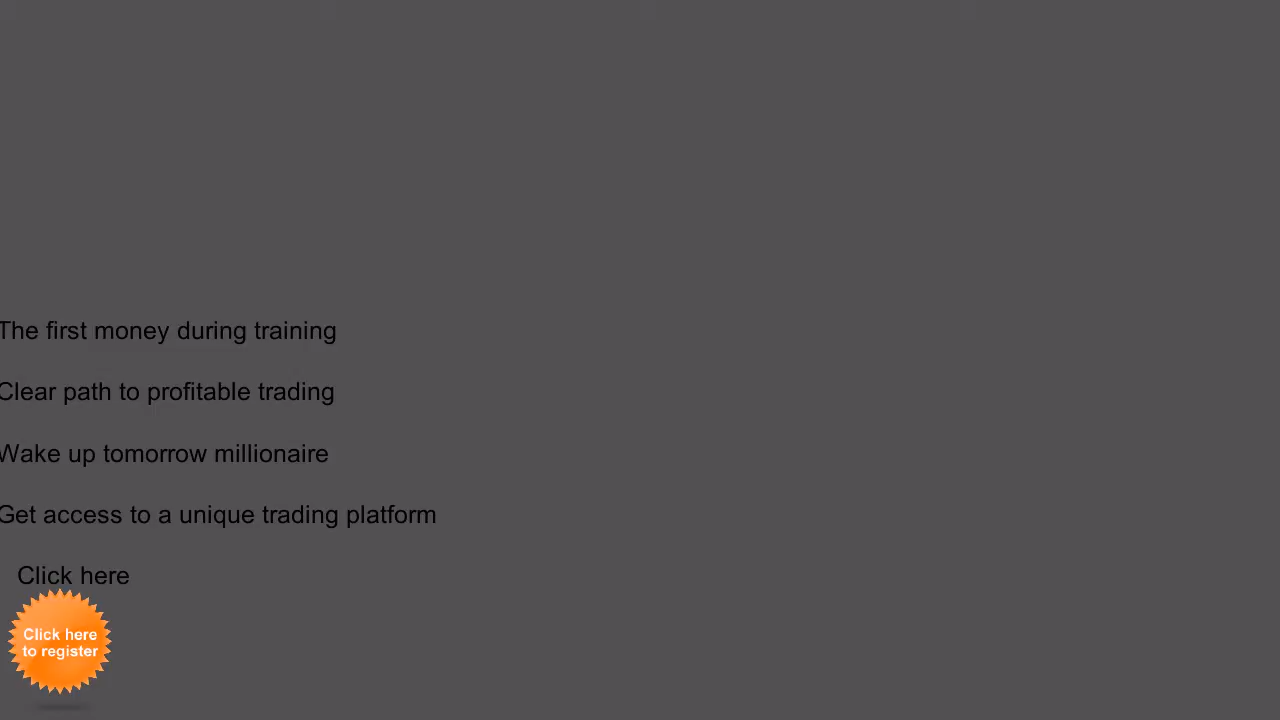 The first money during training
Clear path to profitable trading
Wake up tomorrow millionaire
Get access to a unique trading platform
Click here
Click here
to register